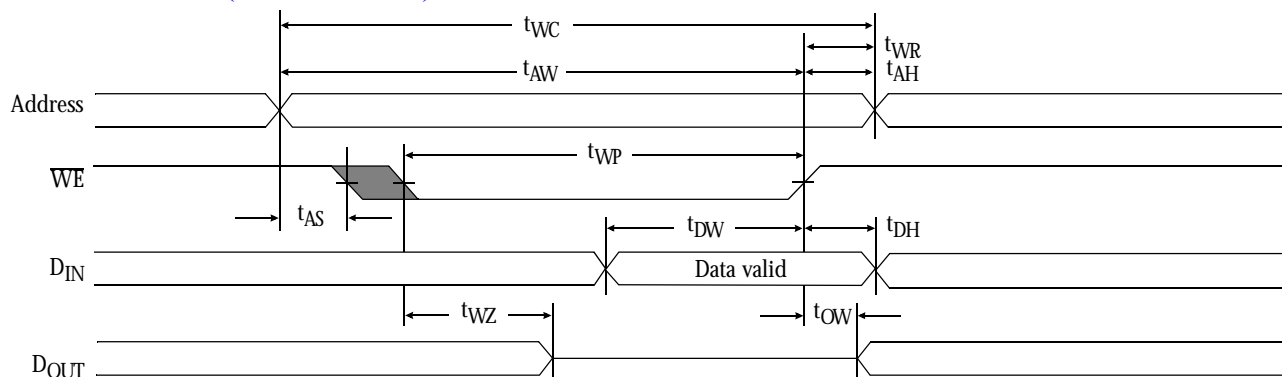 tWC
tWR
tAW
tAH
Address
tWP
WE
tAS
tDW
tDH
DIN
Data valid
tWZ
tOW
DOUT